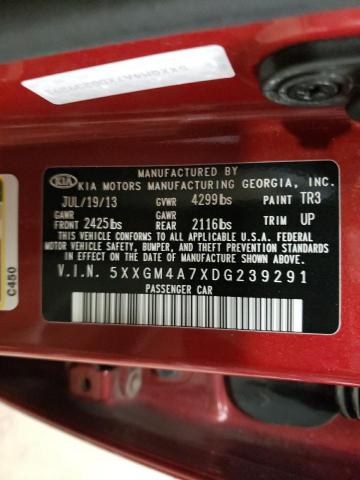 MANUFACTURED BY
KIA KIA MOTORS MANUFACTURING GEORGIA, INC.
JUL/19/13 GVWR 4299lbs PAINT TR3
GAWR FRONT 2425lbs GAWR REAR 2116lbs TRIM UP
THIS VEHICLE CONFORMS TO ALL APPLICABLE U.S.A. FEDERAL
MOTOR VEHICLE SAFETY, BUMPER, AND THEFT PREVENTION
STANDARDS IN EFFECT ON THE DATE OF MANUFACTURE
SHOWN ABOVE.
V.I.N. 5XXGM4A7XDG239291
PASSENGER CAR
C450